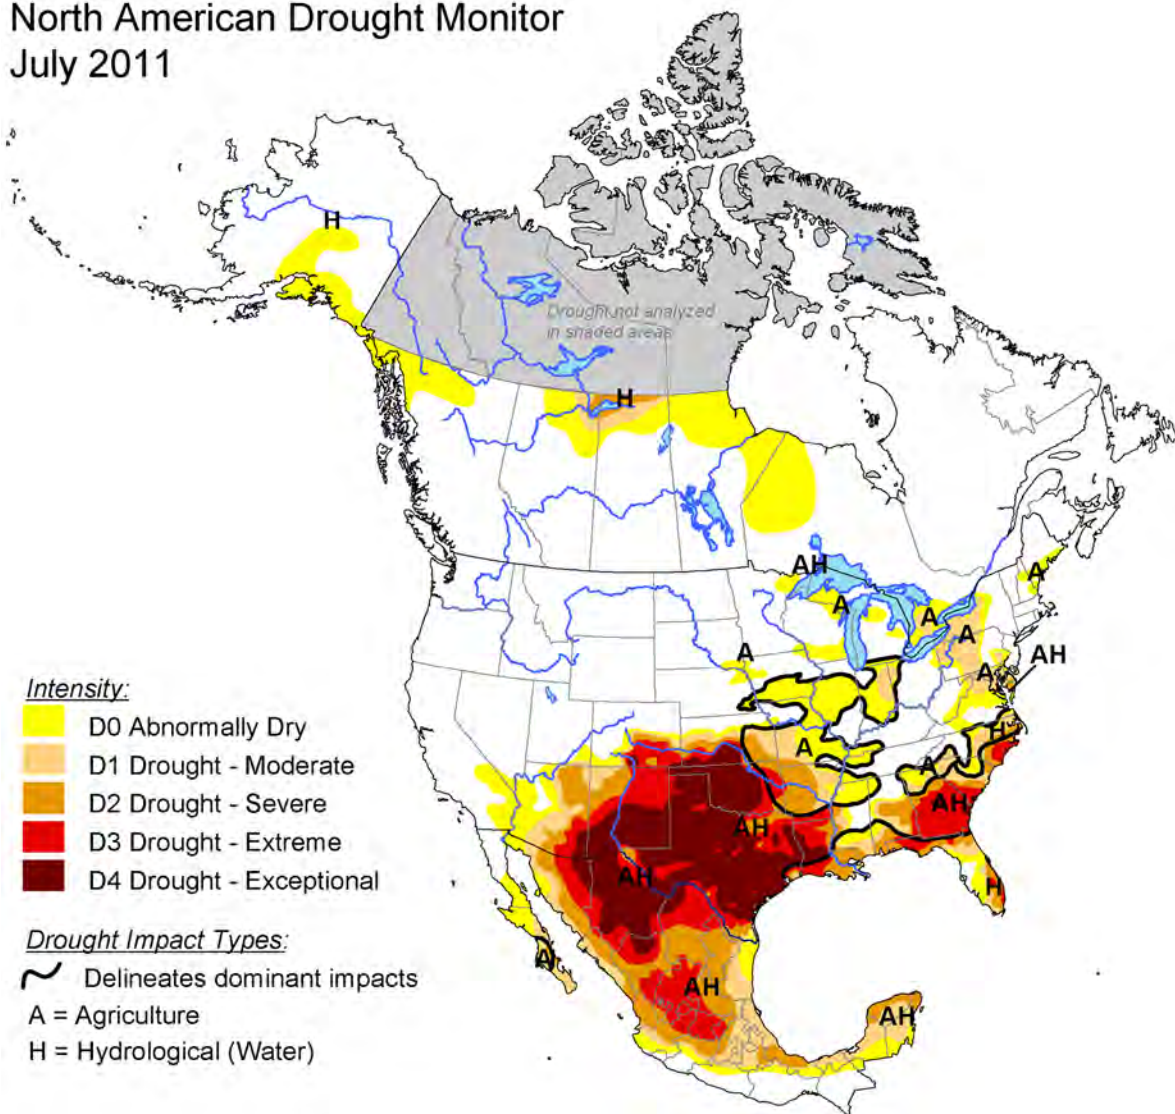 North American Drought Monitor
July 2011
H
Drought not analyzed
in shaded areas
H
AH
A
A
A
A
A
A
AH
H
A
A
AH
AH
AH
H
A
AH
AH
Intensity:
D0 Abnormally Dry
D1 Drought - Moderate
D2 Drought - Severe
D3 Drought - Extreme
D4 Drought - Exceptional
Drought Impact Types:
Delineates dominant impacts
A = Agriculture
H = Hydrological (Water)